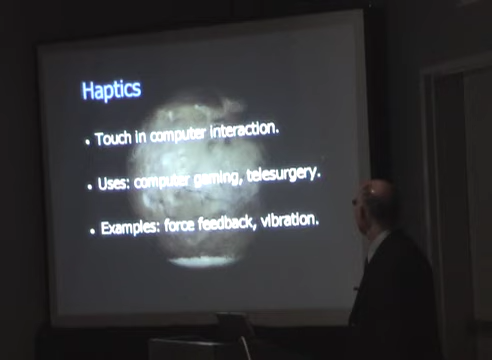 Haptics
• Touch in computer interaction.
• Uses: computer gaming, telesurgery.
• Examples: force feedback, vibration.